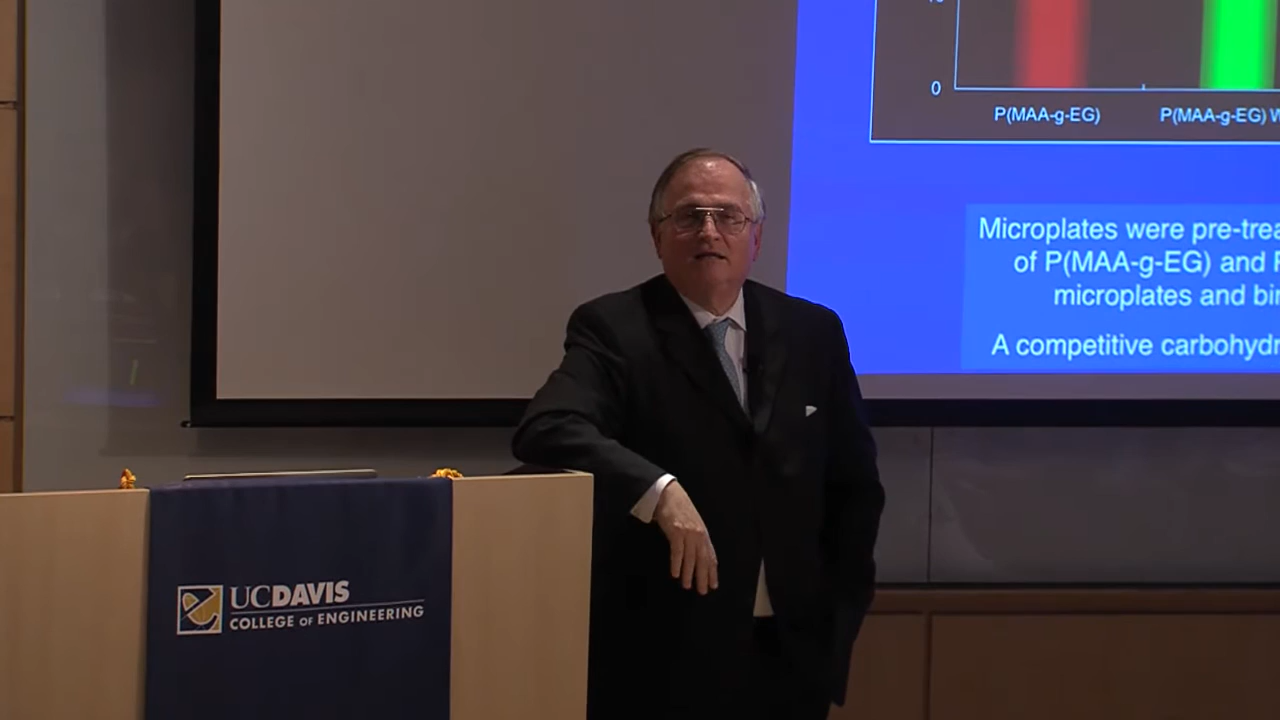 0
P(MAA-g-EG)
P(MAA-g-EG) W
Microplates were pre-trea
of P(MAA-g-EG) and
microplates and bin
A competitive carbohydr
UCDAVIS
COLLEGE OF ENGINEERING